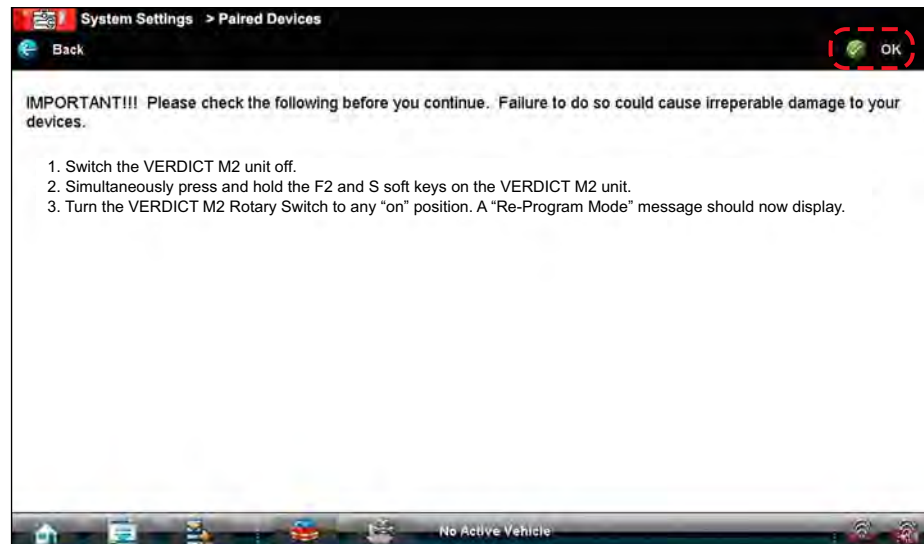 System Settings > Paired Devices
Back
OK
IMPORTANT!!! Please check the following before you continue. Failure to do so could cause irreperable damage to your
devices.
1. Switch the VERDICT M2 unit off.
2. Simultaneously press and hold the F2 and S soft keys on the VERDICT M2 unit.
3. Turn the VERDICT M2 Rotary Switch to any “on” position. A “Re-Program Mode” message should now display.
No Active Vehicle